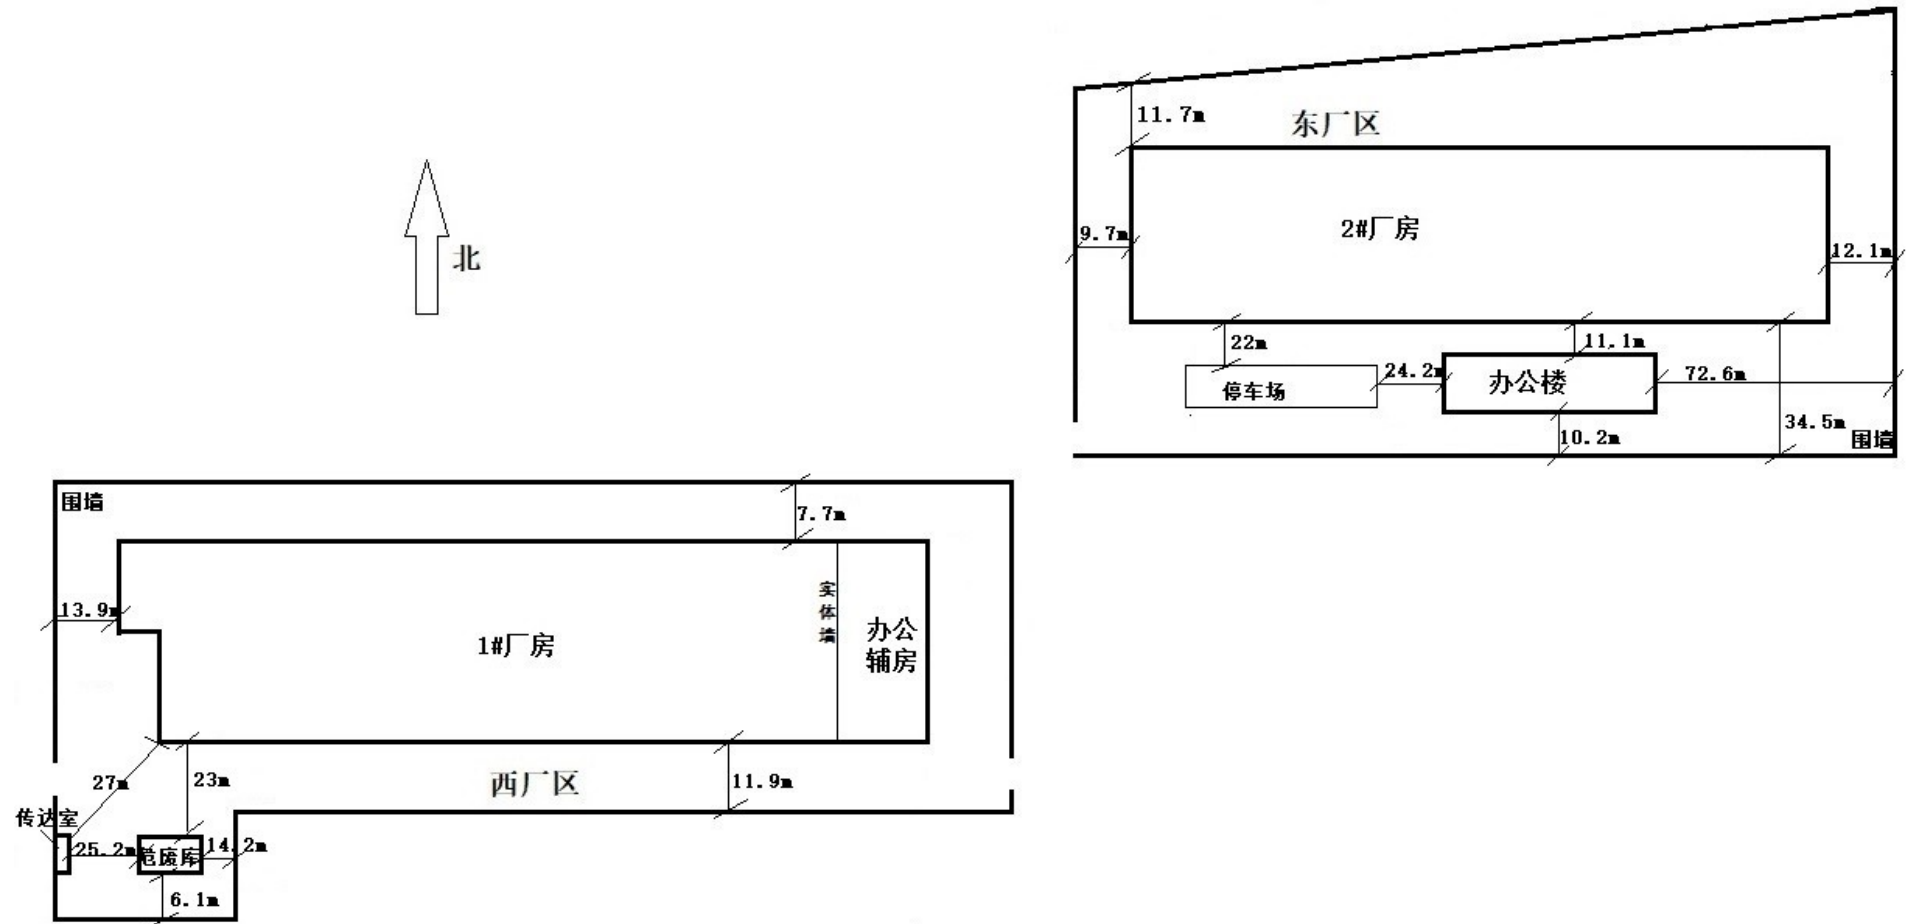 11.7m
东厂区
2#厂房
9.7m
12.1m
北
22m
11.1m
停车场
24.2m
办公楼
72.6m
10.2m
34.5m
围墙
围墙
7.7m
实体墙
13.9m
1#厂房
办公
辅房
27m
23m
西厂区
11.9m
传达室
25.2m
危废库
14.2m
6.1m